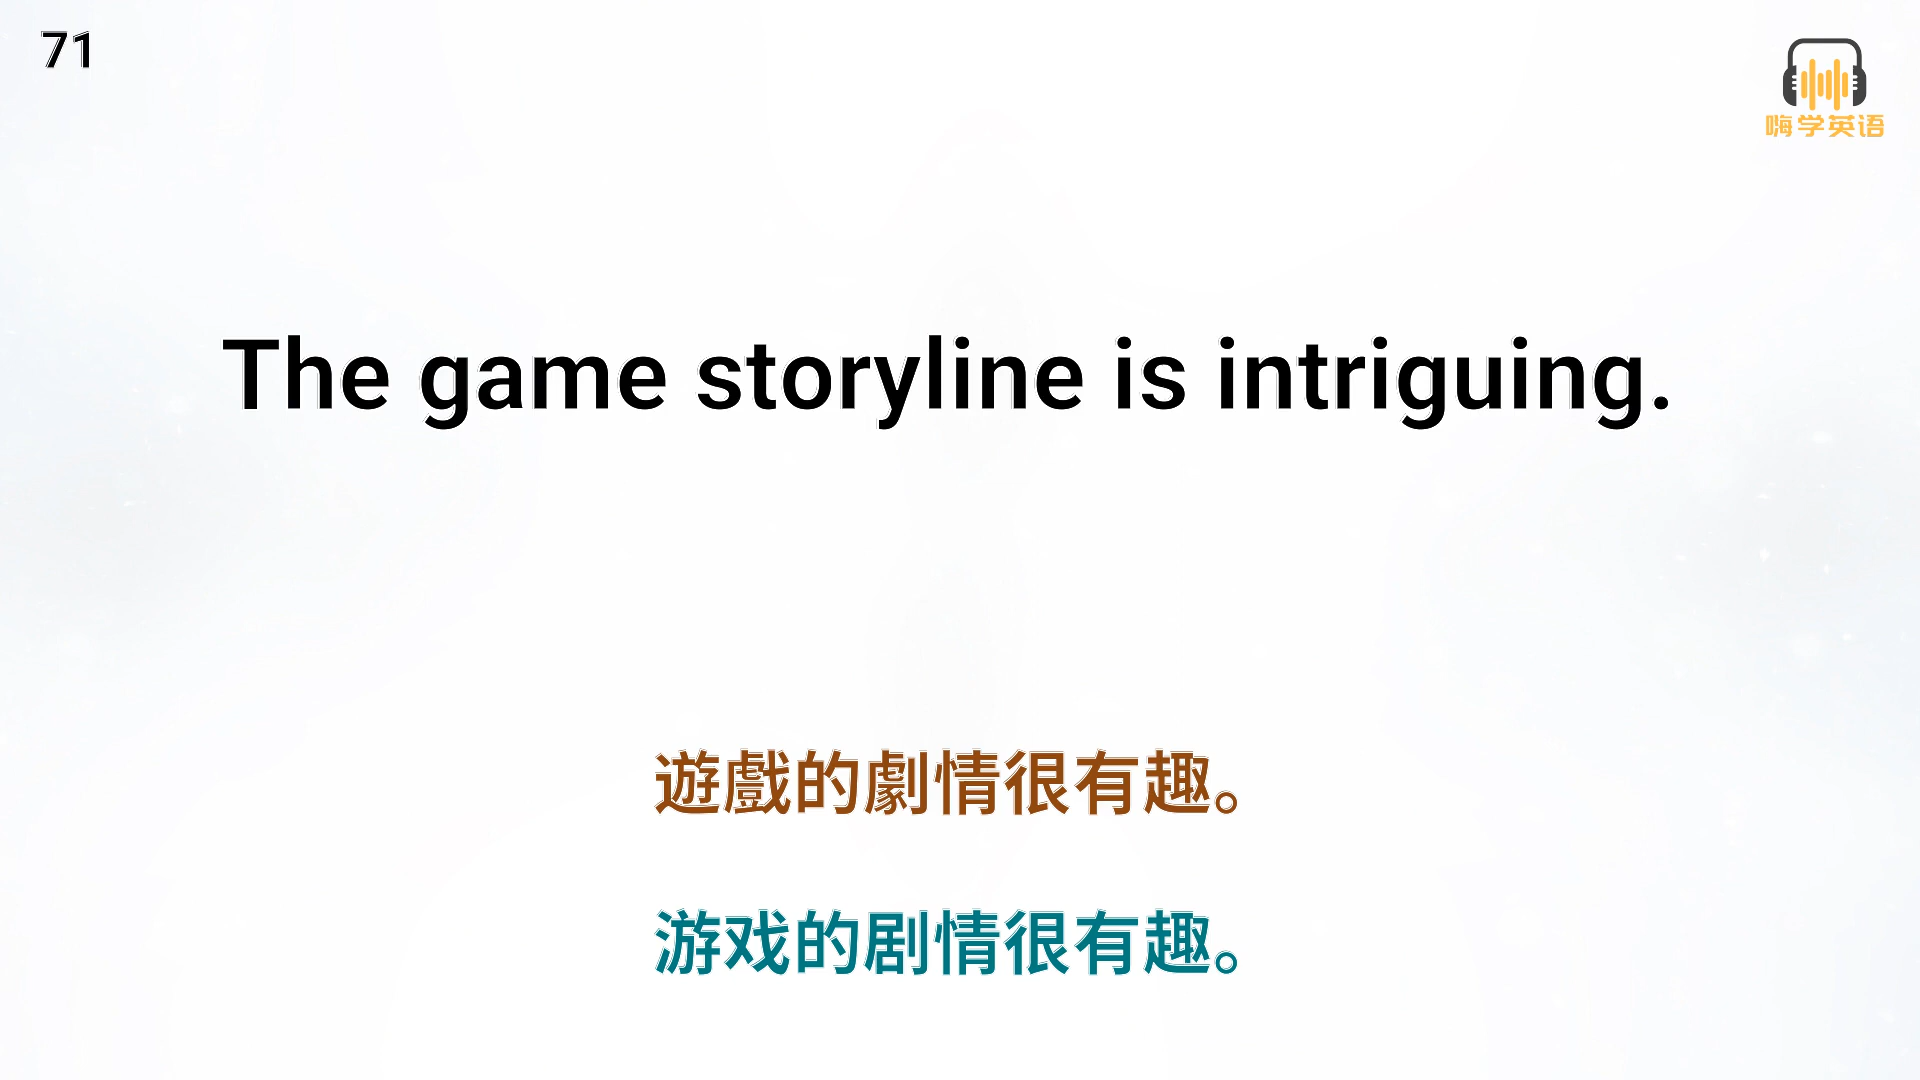 71
嗨学英语
The game storyline is intriguing.
遊戲的劇情很有趣。
游戏的剧情很有趣。